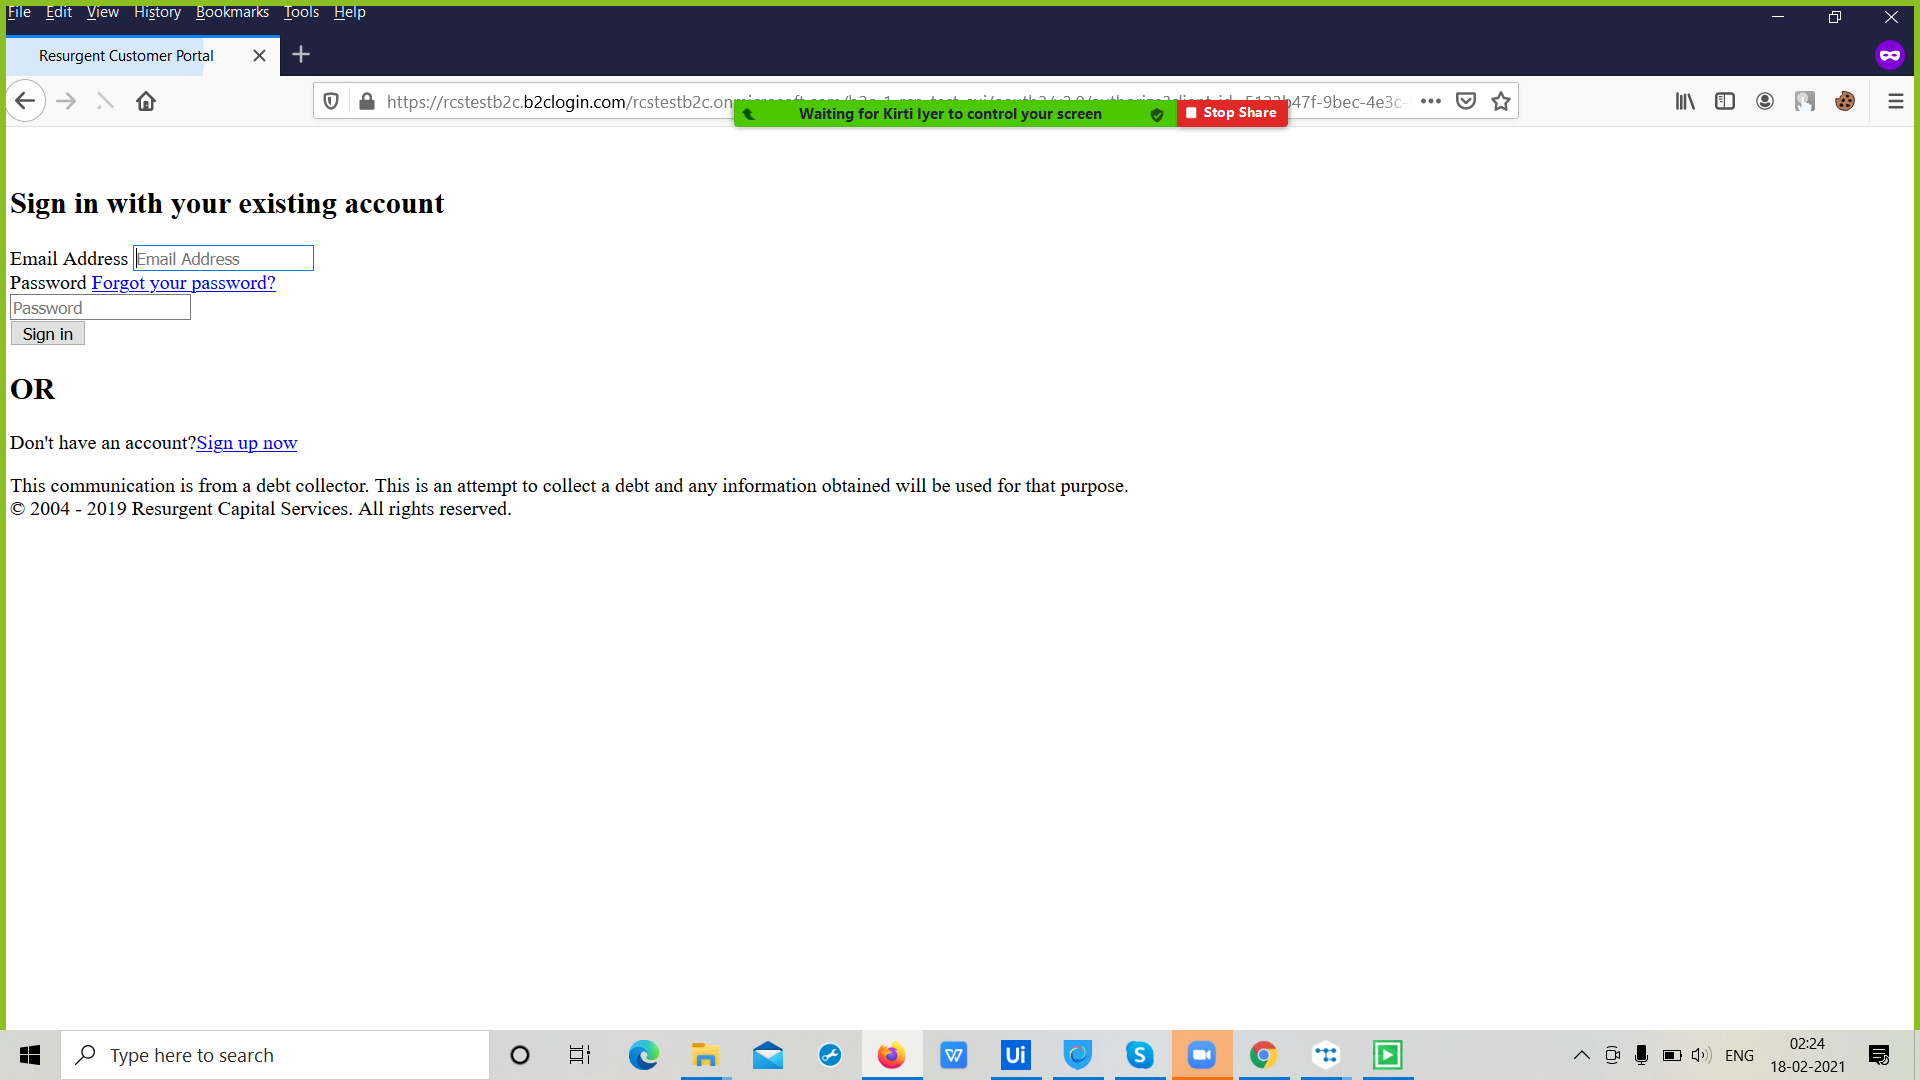 File Edit View History Bookmarks Tools Help
Resurgent Customer Portal
https://rcstestb2c.b2clogin.com/rcstestb2c.on
47f-9bec-4e3c-
Waiting for Kirti Iyer to control your screen
Stop Share
Sign in with your existing account
Email Address Email Address
Password Forgot your password?
Password
Sign in
OR
Don't have an account?Sign up now
This communication is from a debt collector. This is an attempt to collect a debt and any information obtained will be used for that purpose.
© 2004 - 2019 Resurgent Capital Services. All rights reserved.
Type here to search
W
Ui
S
ENG
02:24
18-02-2021